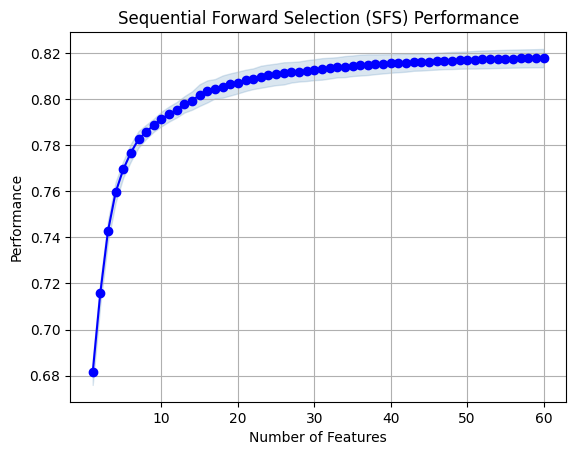 Sequential Forward Selection (SFS) Performance
0.82
0.80
0.78
0.76
0.74
0.72
0.70
0.68
Performance
10 20 30 40 50 60
Number of Features